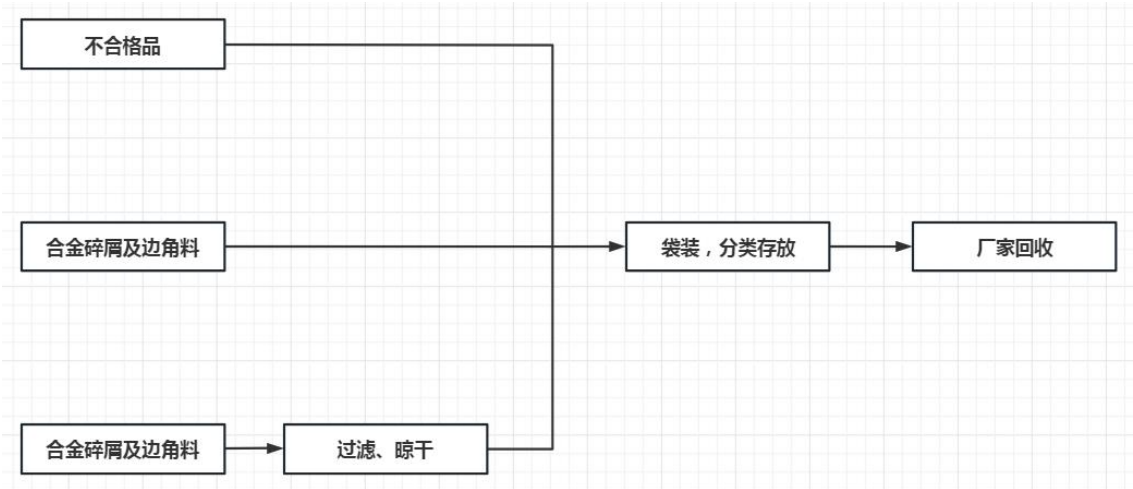 不合格品
合金碎屑及边角料
袋装，分类存放
厂家回收
合金碎屑及边角料
过滤、晾干